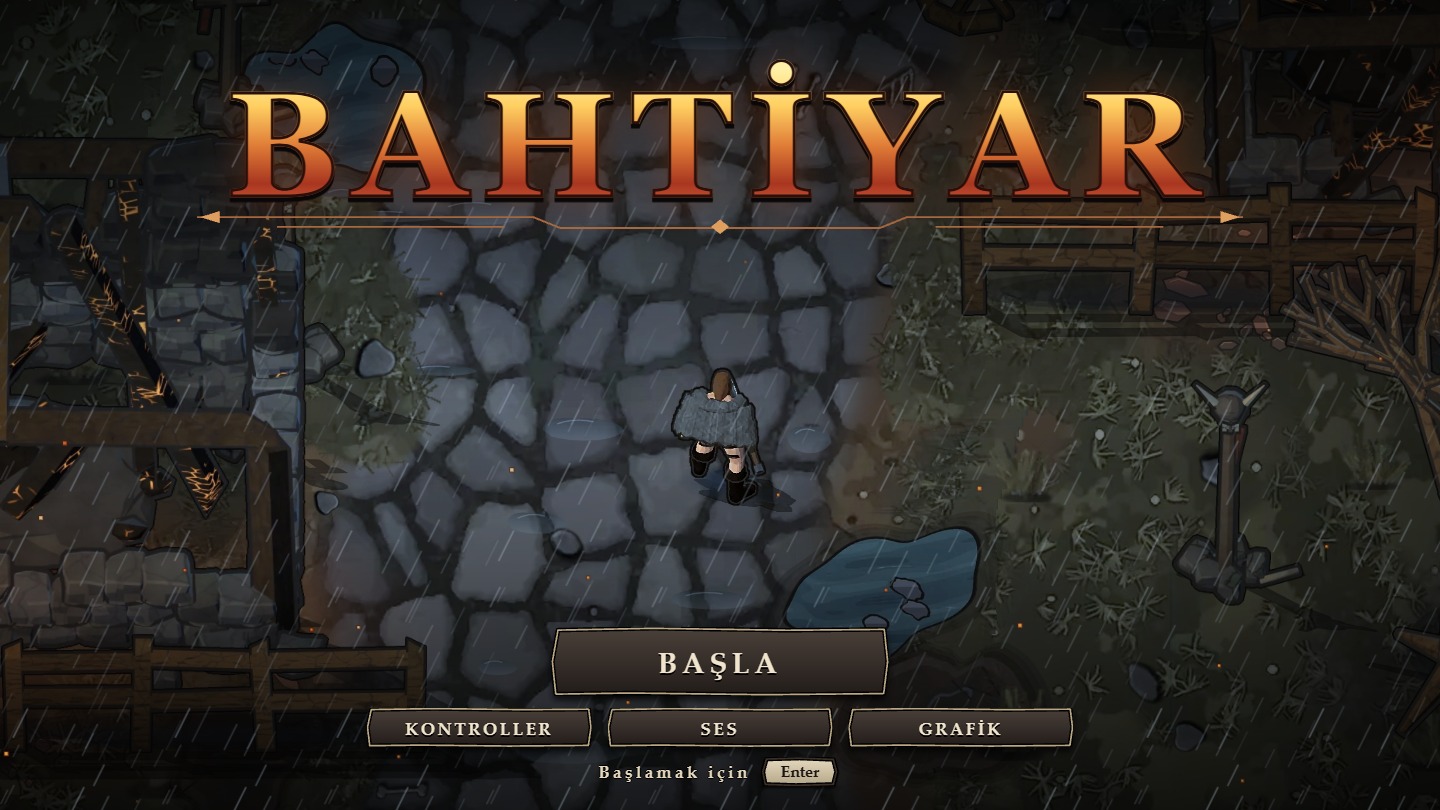 BAHTİYAR
BAŞLA
KONTROLLER
SES
GRAFİK
Başlamak için Enter